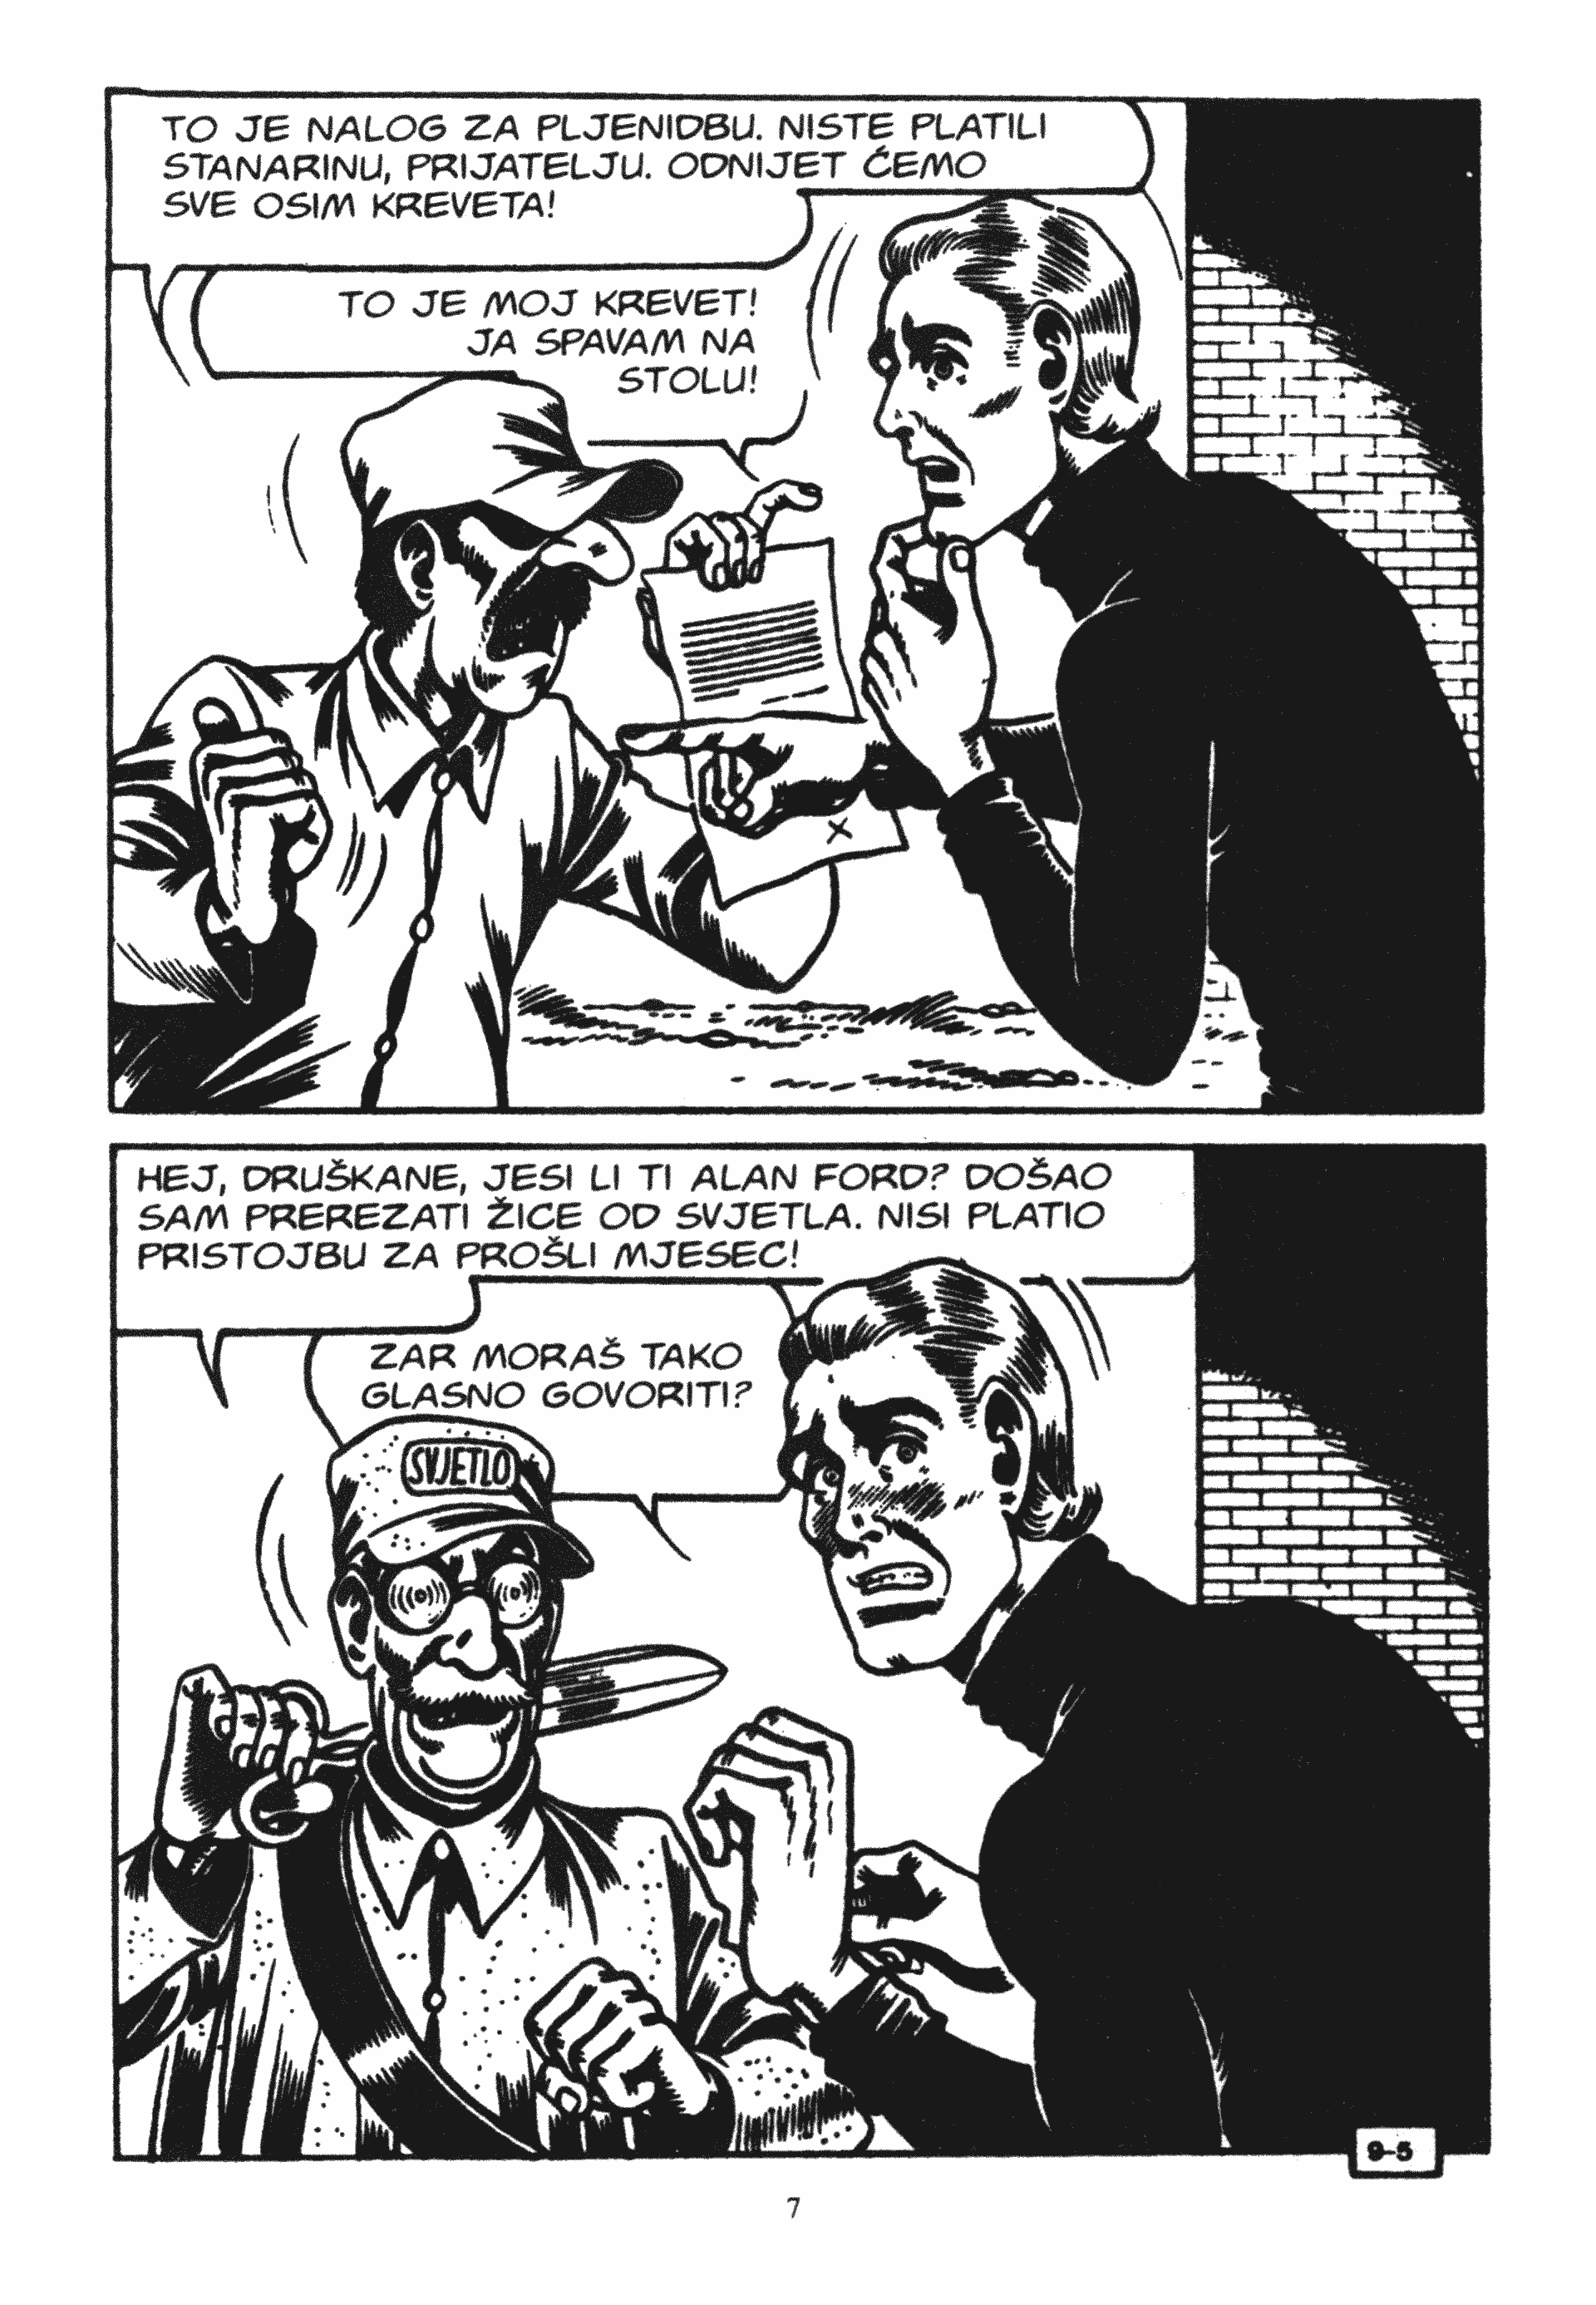 TO JE NALOG ZA PLJENIDBU. NISTE PLATILI
STANARINU, PRIJATELJU. ODNIJET ĆEMO
SVE OSIM KREVETA!
TO JE MOJ KREVET!
JA SPAVAM NA
STOLU!
X
HEJ, DRUŠKANE, JESI LI TI ALAN FORD? DOŠAO
SAM PREREZATI ŽICE OD SVJETLA. NISI PLATIO
PRISTOJBU ZA PROŠLI MJESEC!
ZAR MORAŠ TAKO
GLASNO GOVORITI?
SVJETLO
9-5
7